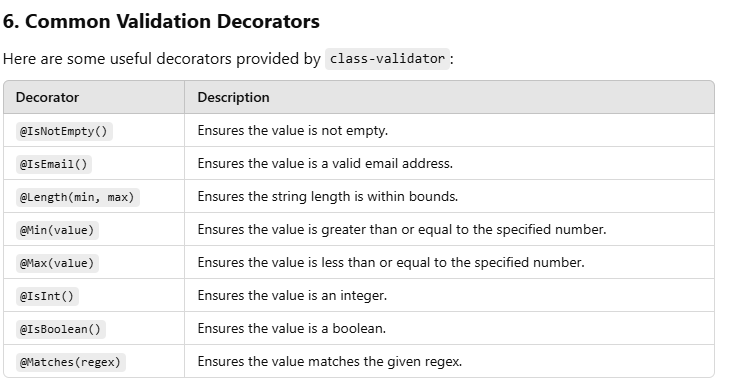 6. Common Validation Decorators
Here are some useful decorators provided by class-validator:
Decorator Description
@IsNotEmpty() Ensures the value is not empty.
@IsEmail() Ensures the value is a valid email address.
@Length(min, max) Ensures the string length is within bounds.
@Min(value) Ensures the value is greater than or equal to the specified number.
@Max(value) Ensures the value is less than or equal to the specified number.
@IsInt() Ensures the value is an integer.
@IsBoolean() Ensures the value is a boolean.
@Matches(regex) Ensures the value matches the given regex.